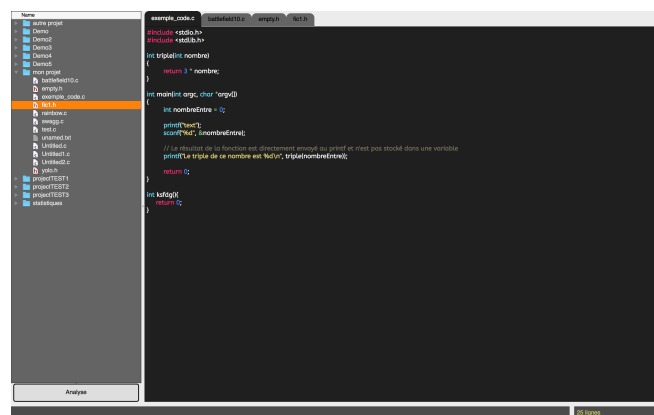 Name
autre projet
Demo
Demo2
Demo3
Demo4
Demo5
mon projet
battlefield10.c
empty.h
exemple_code.c
fic1.h
rainbow.c
swagg.c
test.c
unamed.txt
Untitled.c
Untitled1.c
Untitled2.c
yolo.h
projectTEST1
projectTEST2
projectTEST3
statistiques
Analyse
exemple_code.c battlefield10.c empty.h fic1.h
#include <stdio.h>
#include <stdlib.h>
int triple(int nombre)
{
return 3 * nombre;
}
int main(int argc, char *argv[])
{
int nombreEntre = 0;
printf("text");
scanf("%d", &nombreEntre);
// Le résultat de la fonction est directement envoyé au printf et n'est pas stocké dans une variable
printf("Le triple de ce nombre est %d\n", triple(nombreEntre));
return 0;
}
int ksfdg(){
return 0;
}
25 lignes